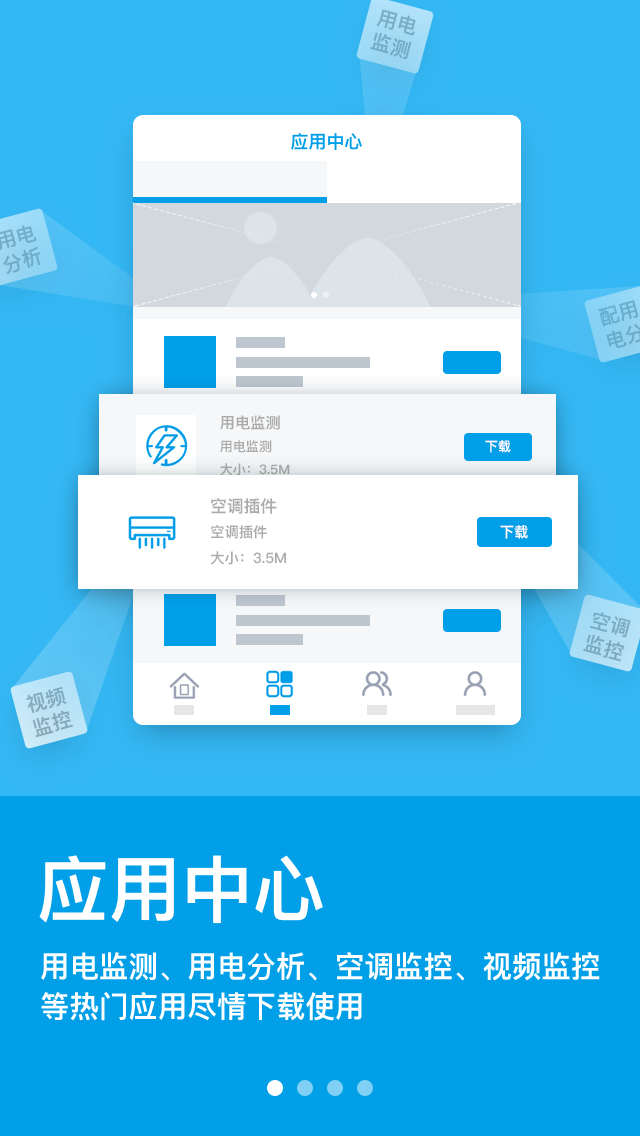 用电
监测
应用中心
用电
分析
配用
电分
用电监测
用电监测
大小：3.5M
下载
空调插件
空调插件
大小：3.5M
下载
空调
监控
视频
监控
应用中心
用电监测、用电分析、空调监控、视频监控
等热门应用尽情下载使用